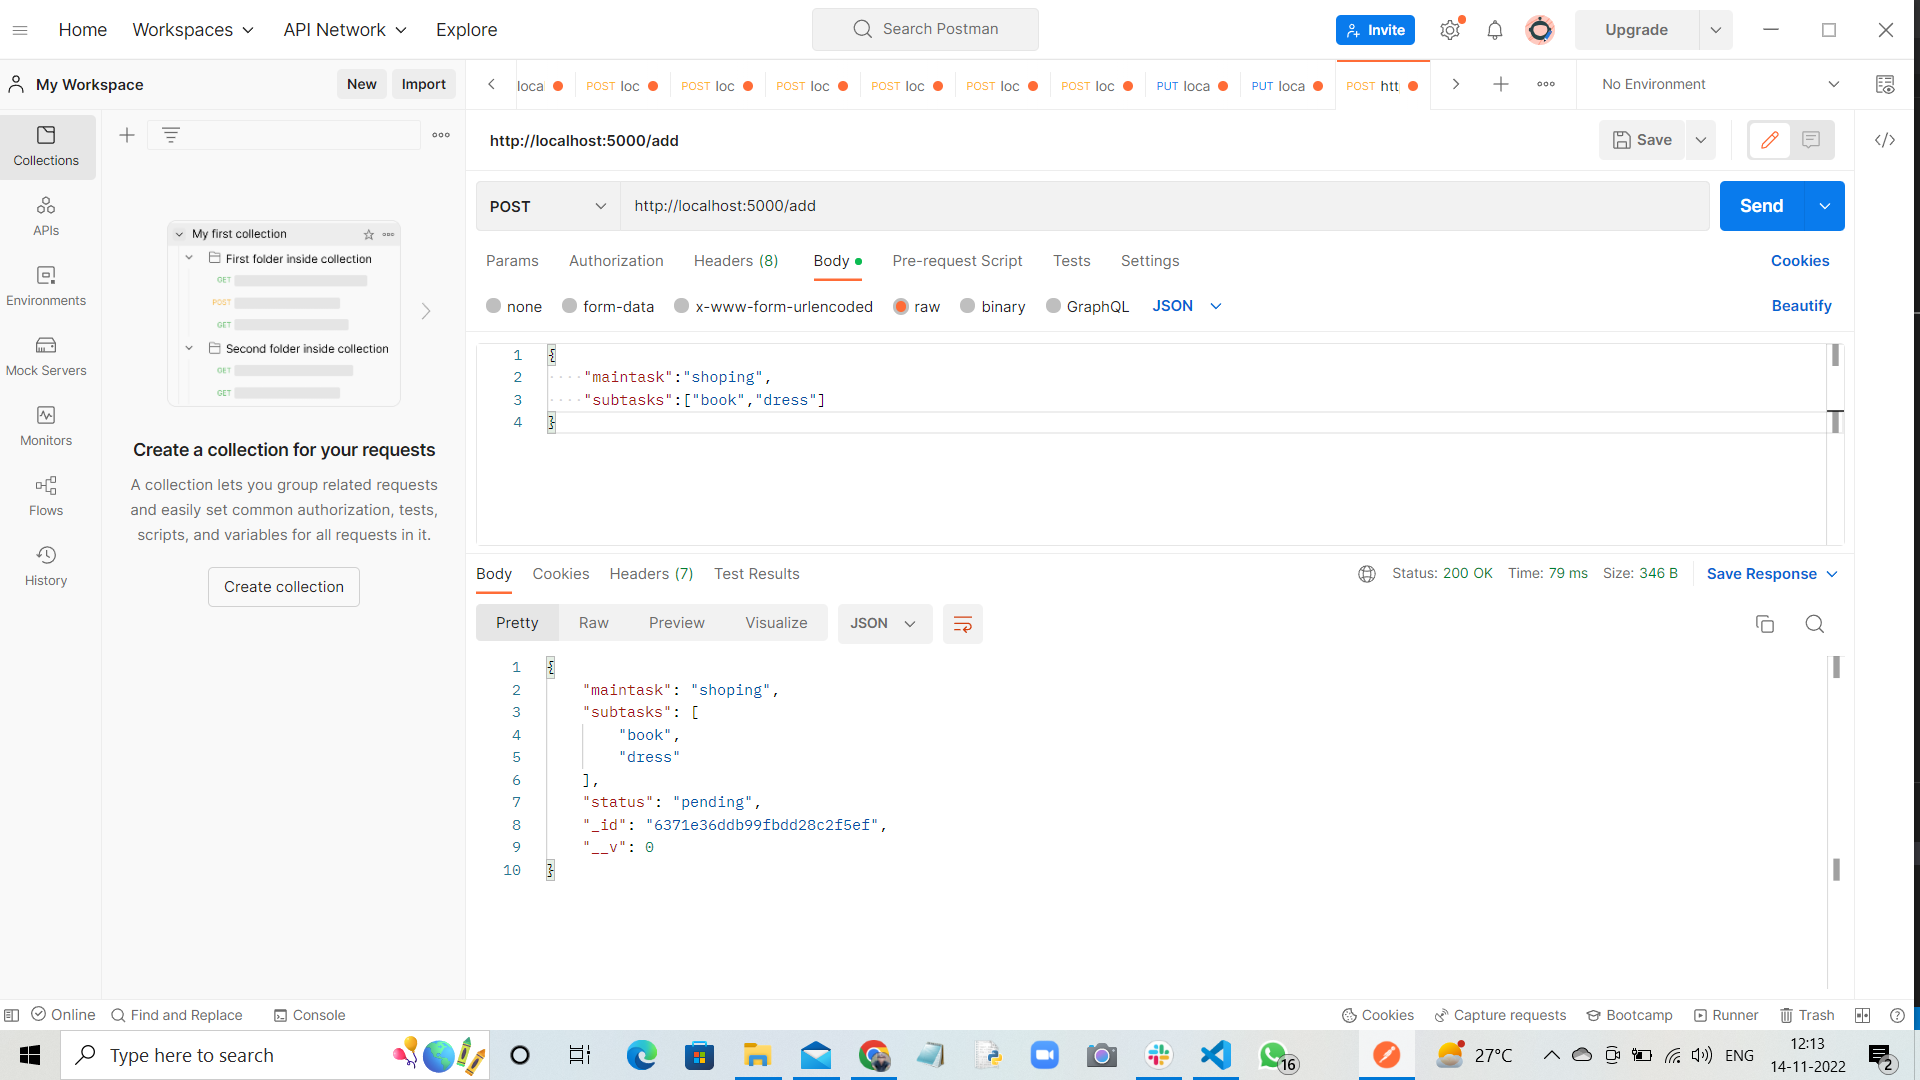 Home Workspaces API Network Explore Search Postman Invite Upgrade
My Workspace New Import loca POST loc POST loc POST loc POST loc POST loc POST loc PUT loca PUT loca POST htt No Environment
http://localhost:5000/add Save
POST http://localhost:5000/add Send
Params Authorization Headers (8) Body Pre-request Script Tests Settings Cookies
none form-data x-www-form-urlencoded raw binary GraphQL JSON Beautify
1 {
2 "maintask":"shoping",
3 "subtasks":["book","dress"]
4 }
Collections
APIs
Environments
Mock Servers
Monitors
Flows
History
My first collection
First folder inside collection
GET
POST
GET
Second folder inside collection
GET
GET
Create a collection for your requests
A collection lets you group related requests
and easily set common authorization, tests,
scripts, and variables for all requests in it.
Create collection
Body Cookies Headers (7) Test Results Status: 200 OK Time: 79 ms Size: 346 B Save Response
Pretty Raw Preview Visualize JSON
1 {
2 "maintask": "shoping",
3 "subtasks": [
4 "book",
5 "dress"
6 ],
7 "status": "pending",
8 "_id": "6371e36ddb99fbdd28c2f5ef",
9 "__v": 0
10 }
Online Find and Replace Console Cookies Capture requests Bootcamp Runner Trash
Type here to search 16 27°C ENG 12:13
14-11-2022 2